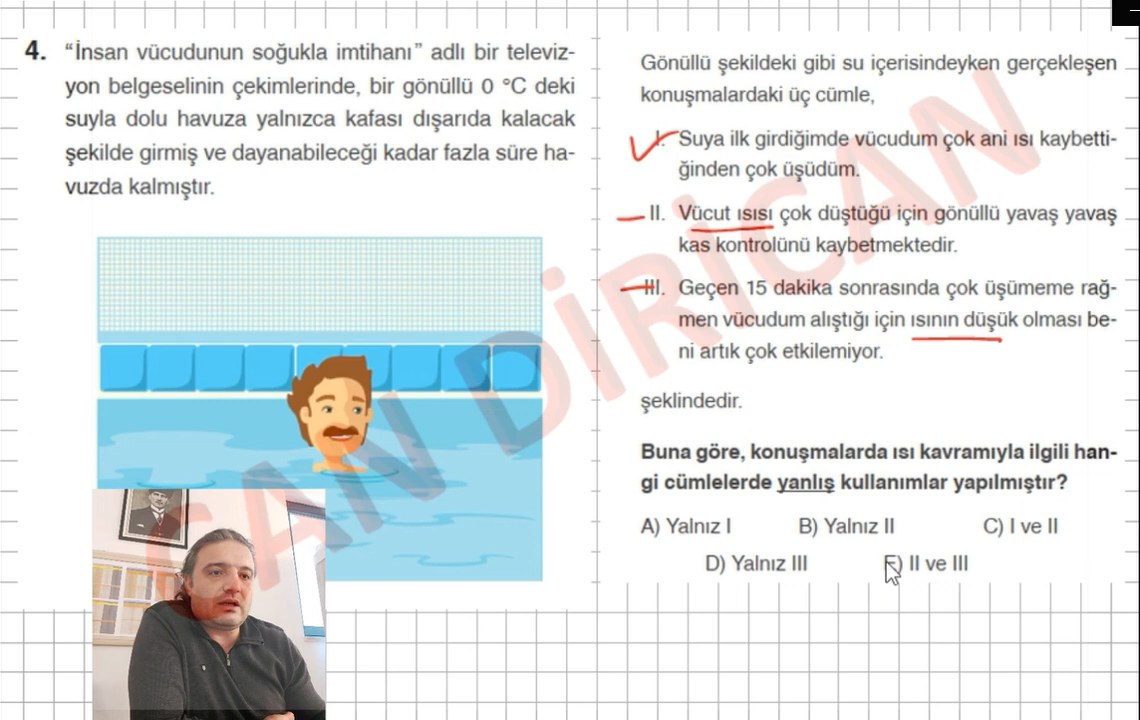 4. “İnsan vücudunun soğukla imtihanı” adlı bir televiz-
yon belgeselinin çekimlerinde, bir gönüllü 0 °C deki
suyla dolu havuza yalnızca kafası dışarıda kalacak
şekilde girmiş ve dayanabileceği kadar fazla süre ha-
vuzda kalmıştır.
Gönüllü şekildeki gibi su içerisindeyken gerçekleşen
konuşmalardaki üç cümle,
I. Suya ilk girdiğimde vücudum çok ani ısı kaybetti-
ğinden çok üşüdüm.
II. Vücut ısısı çok düştüğü için gönüllü yavaş yavaş
kas kontrolünü kaybetmektedir.
III. Geçen 15 dakika sonrasında çok üşümeme rağ-
men vücudum alıştığı için ısının düşük olması be-
ni artık çok etkilemiyor.
şeklindedir.
Buna göre, konuşmalarda ısı kavramıyla ilgili han-
gi cümlelerde yanlış kullanımlar yapılmıştır?
A) Yalnız I B) Yalnız II C) I ve II
D) Yalnız III E) II ve III
CAN DİRİCAN